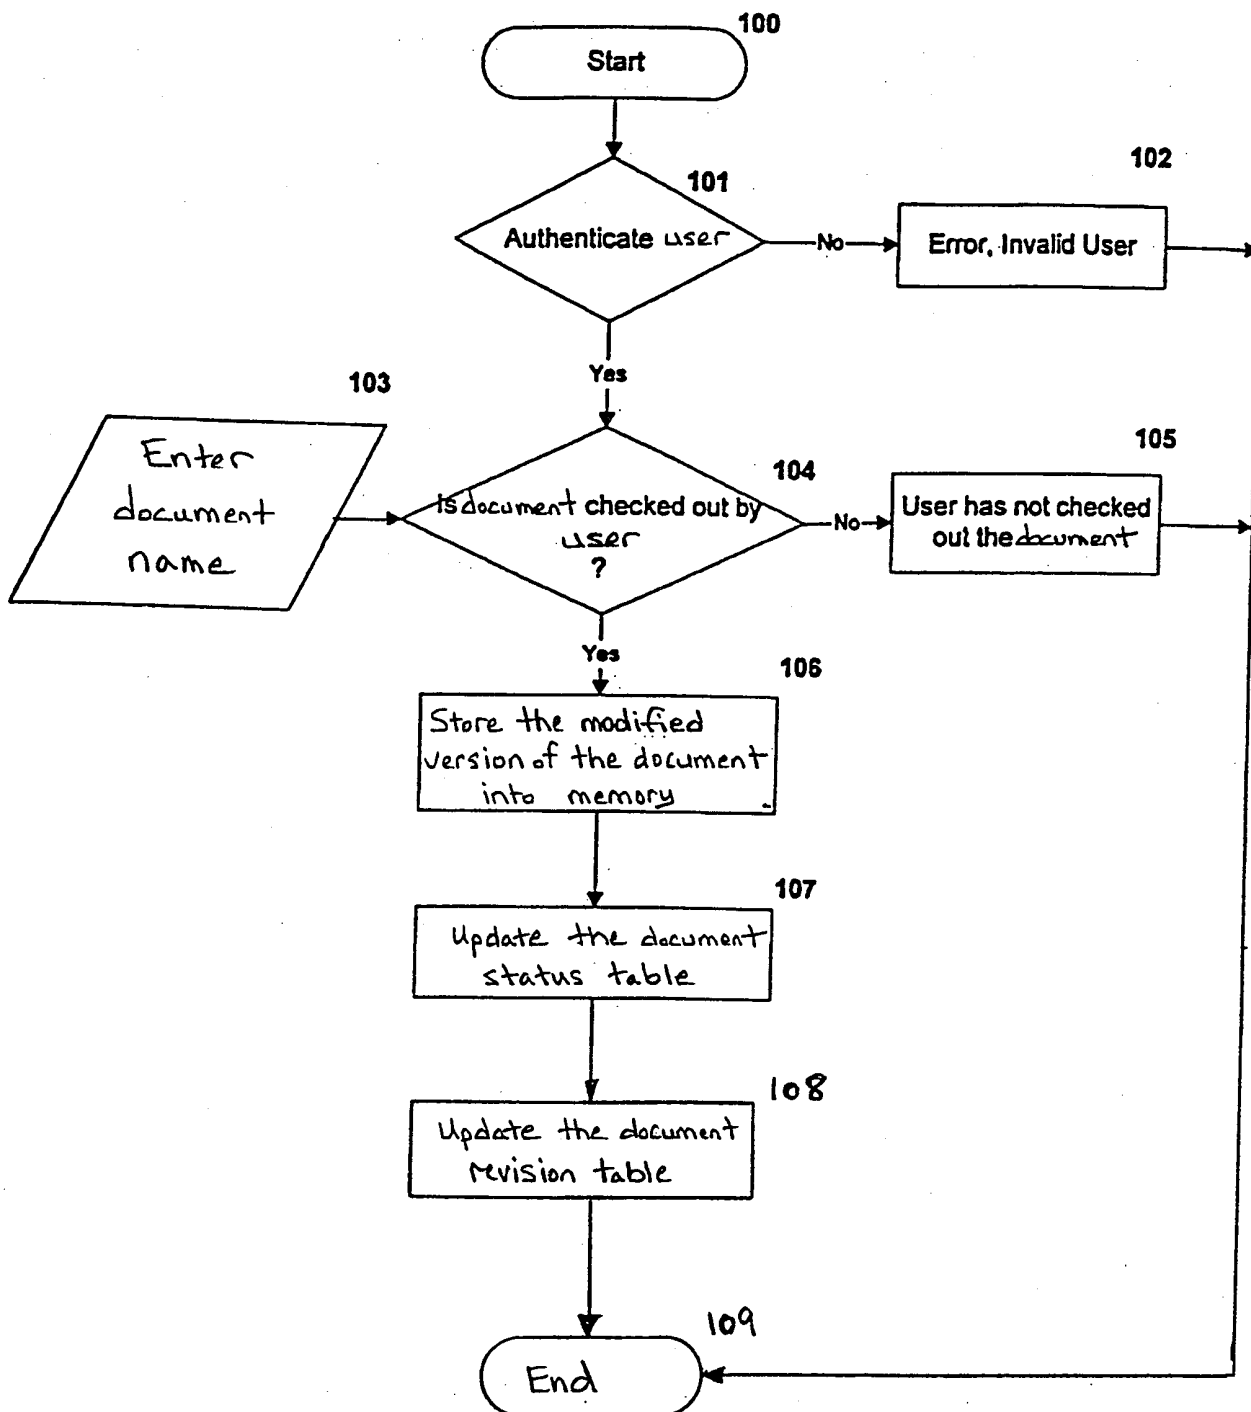 100
Start
101
Authenticate user
No
102
Error, Invalid User
Yes
103
Enter
document
name
104
Is document checked out by
user
?
No
105
User has not checked
out the document
Yes
106
Store the modified
version of the document
into memory
107
Update the document
status table
108
Update the document
revision table
109
End